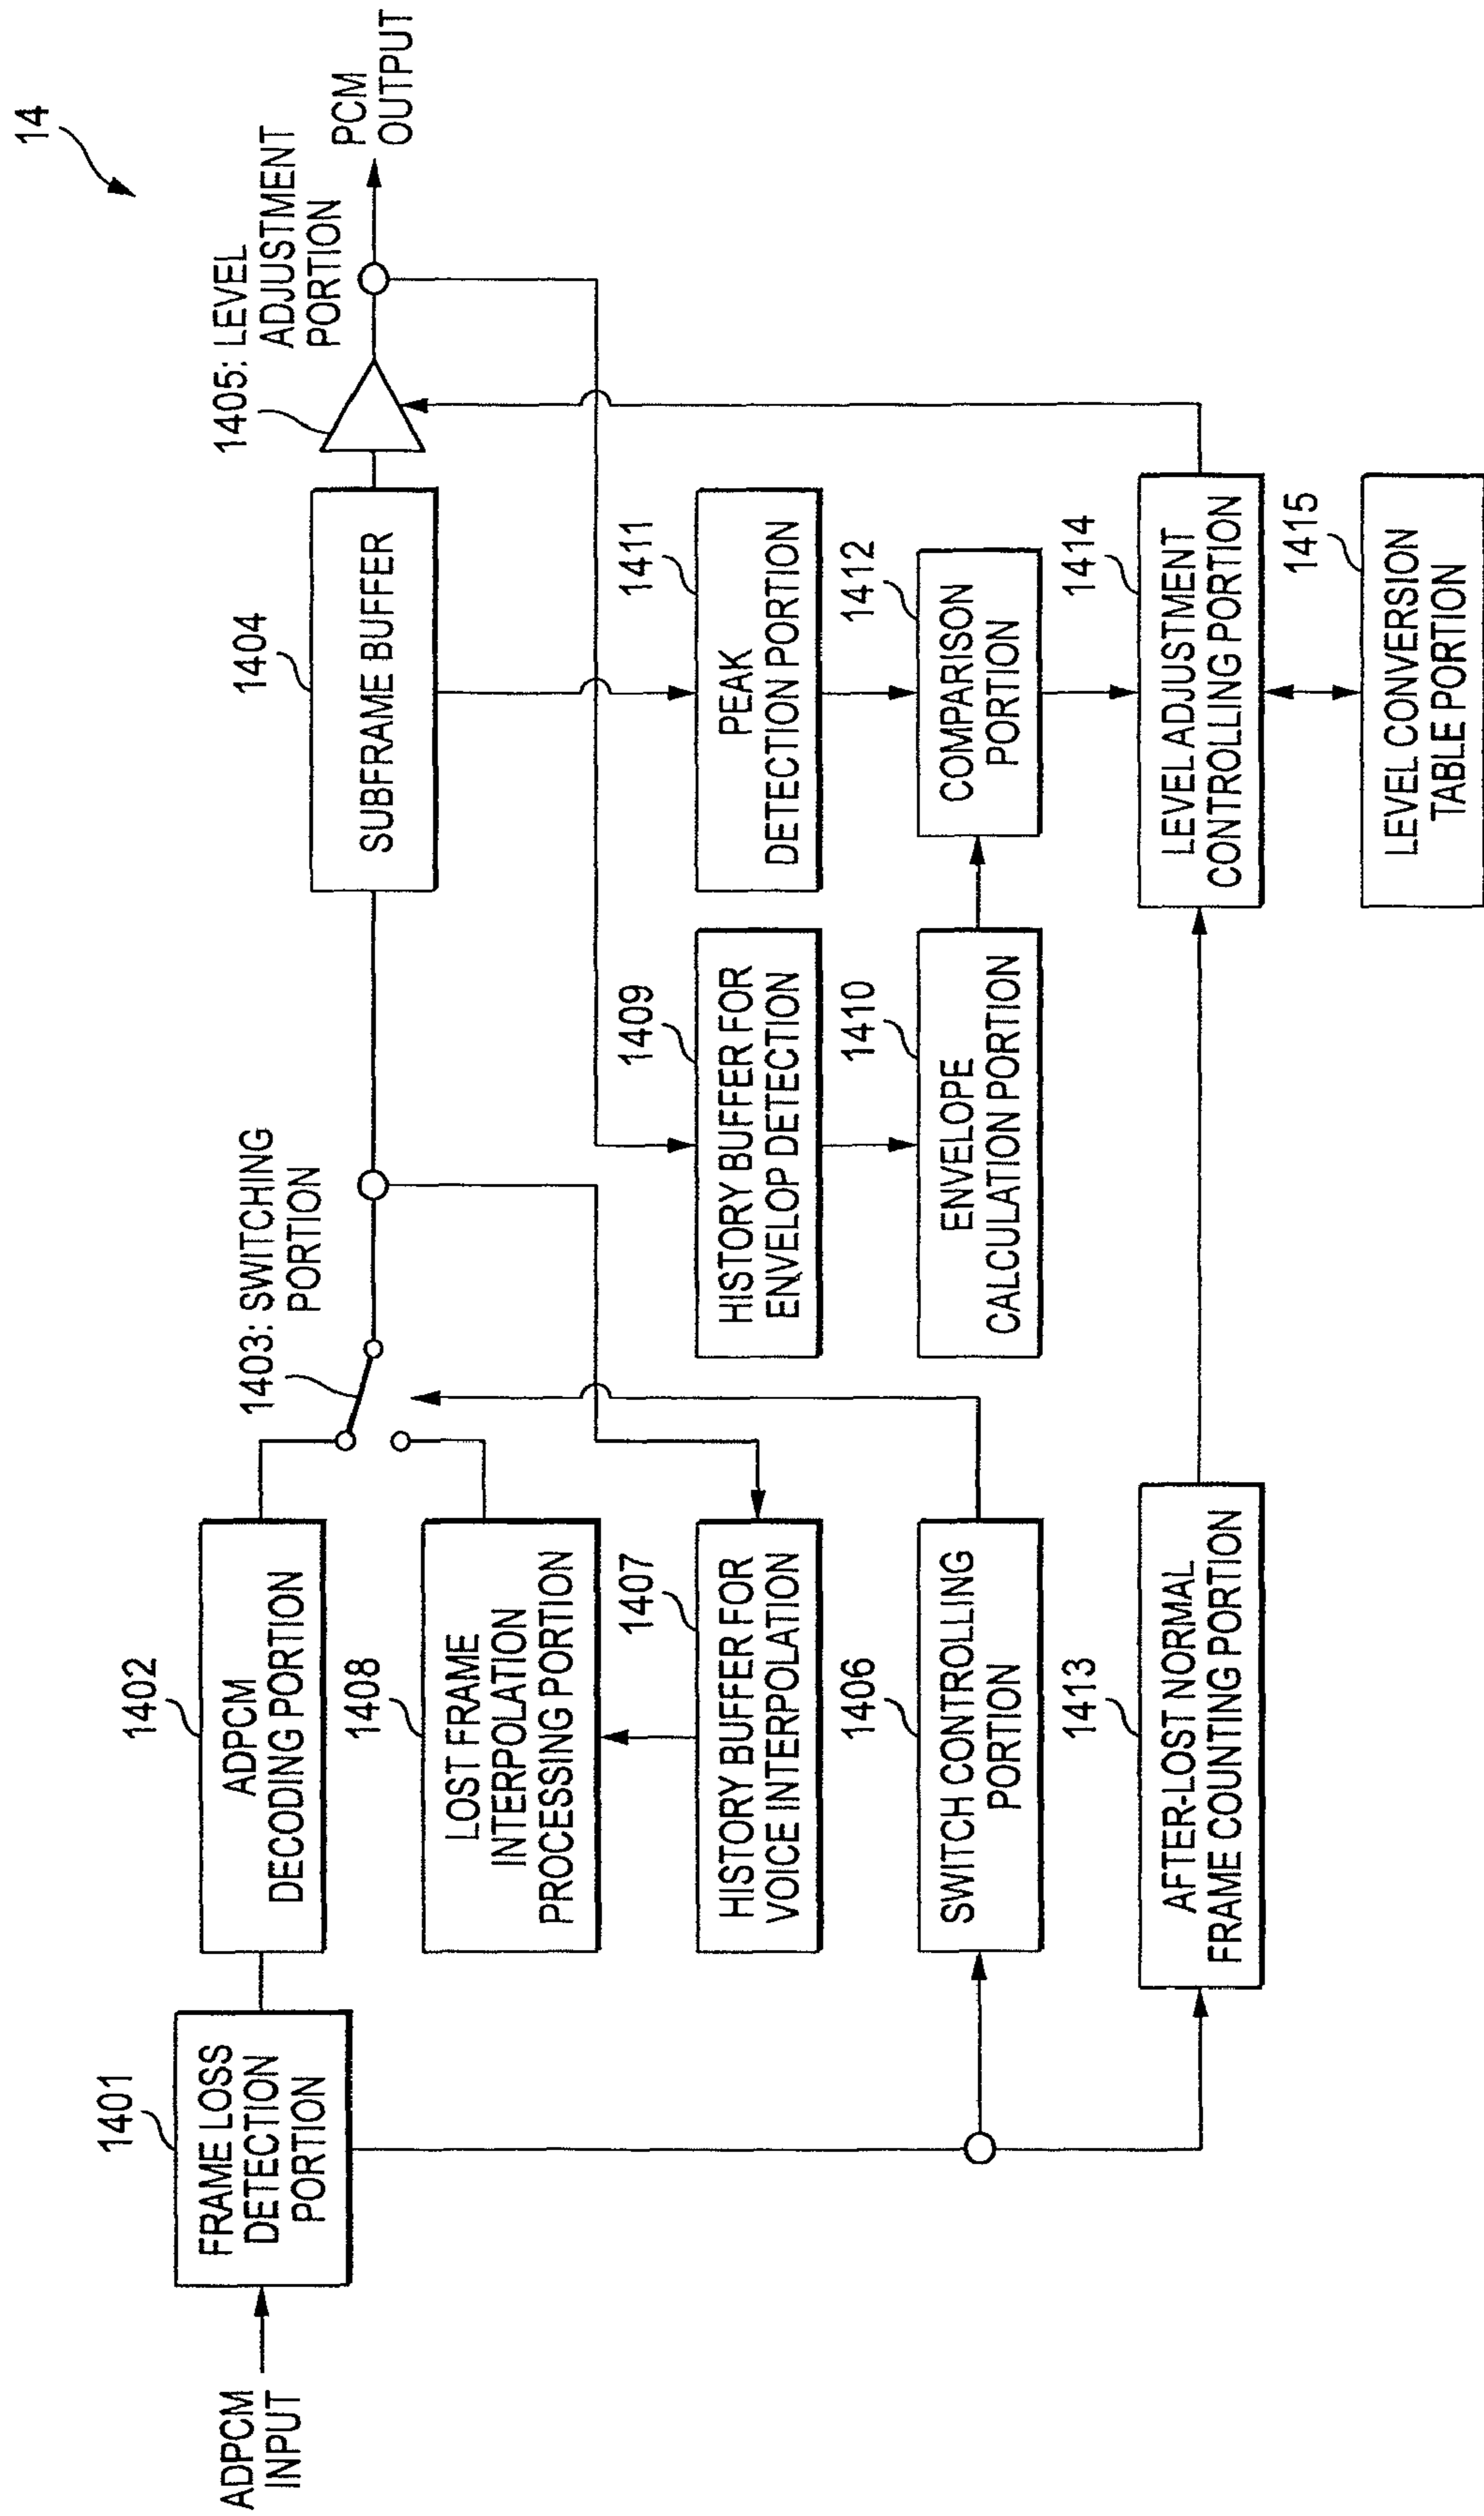 14
ADPCM
INPUT
1401
FRAME LOSS
DETECTION
PORTION
1402
ADPCM
DECODING PORTION
1403: SWITCHING
PORTION
1404
SUBFRAME BUFFER
1405: LEVEL
ADJUSTMENT
PORTION
PCM
OUTPUT
1408
LOST FRAME
INTERPOLATION
PROCESSING PORTION
1407
HISTORY BUFFER FOR
VOICE INTERPOLATION
1409
HISTORY BUFFER FOR
ENVELOP DETECTION
1411
PEAK
DETECTION PORTION
1406
SWITCH CONTROLLING
PORTION
1410
ENVELOPE
CALCULATION PORTION
1412
COMPARISON
PORTION
1413
AFTER-LOST NORMAL
FRAME COUNTING PORTION
1414
LEVEL ADJUSTMENT
CONTROLLING PORTION
1415
LEVEL CONVERSION
TABLE PORTION